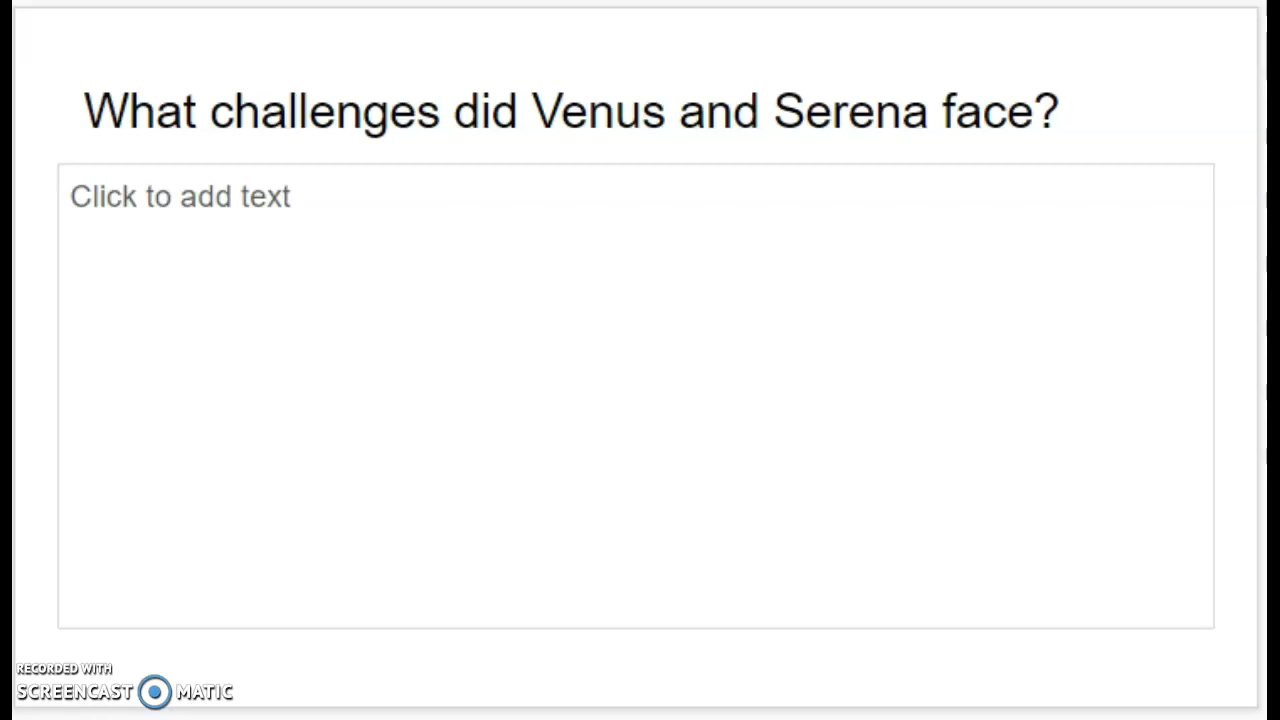 What challenges did Venus and Serena face?
Click to add text
RECORDED WITH
SCREENCAST MATIC